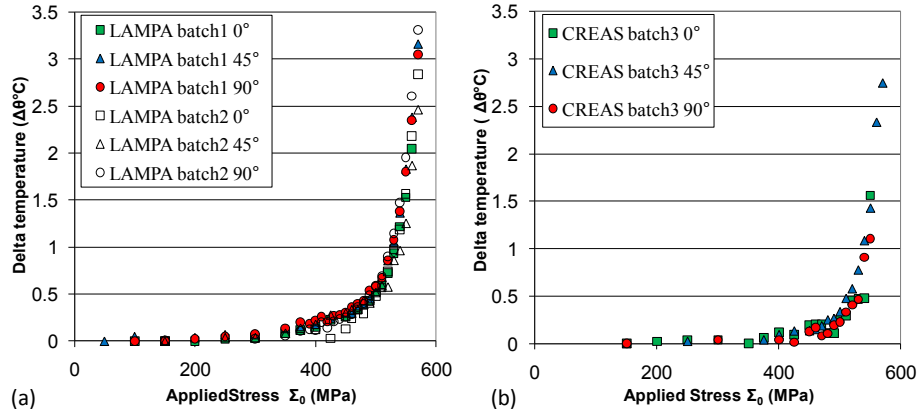 4
3.5
3
2.5
2
1.5
1
0.5
0
0
200
400
600
Delta temperature (Δθ°C)
AppliedStress Σ₀ (MPa)
LAMPA batch1 0°
LAMPA batch1 45°
LAMPA batch1 90°
LAMPA batch2 0°
LAMPA batch2 45°
LAMPA batch2 90°
(a)
4
3.5
3
2.5
2
1.5
1
0.5
0
0
200
400
600
Delta temperature ( Δθ°C)
Applied Stress Σ₀ (MPa)
CREAS batch3 0°
CREAS batch3 45°
CREAS batch3 90°
(b)